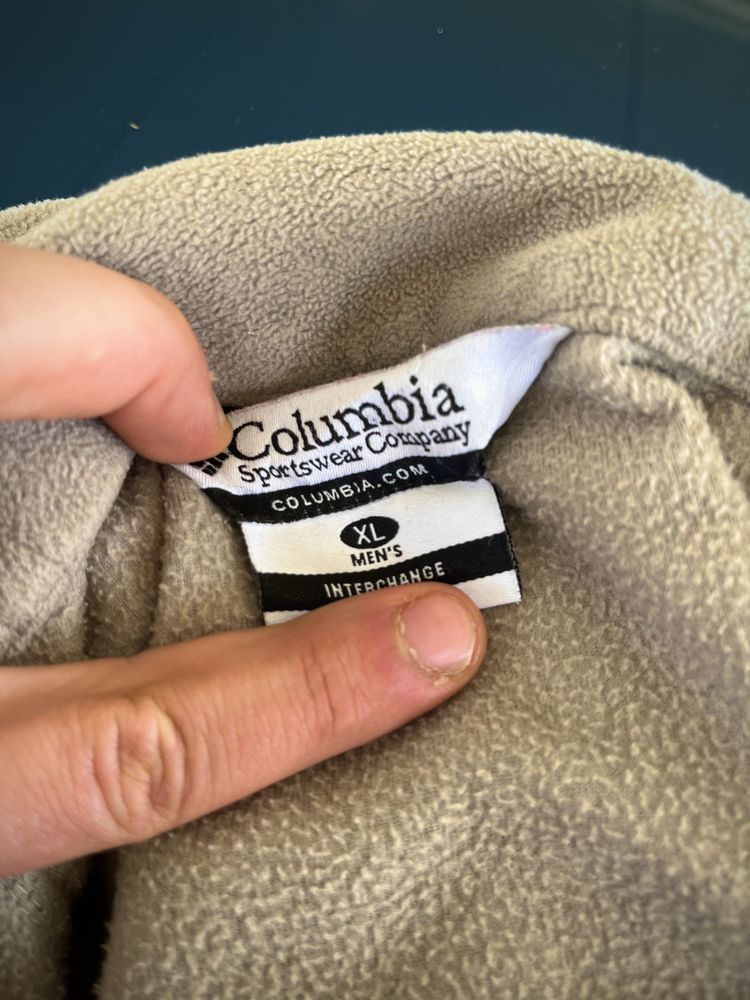 Columbia
Sportswear Company
COLUMBIA.COM
XL
MEN'S
INTERCHANGE